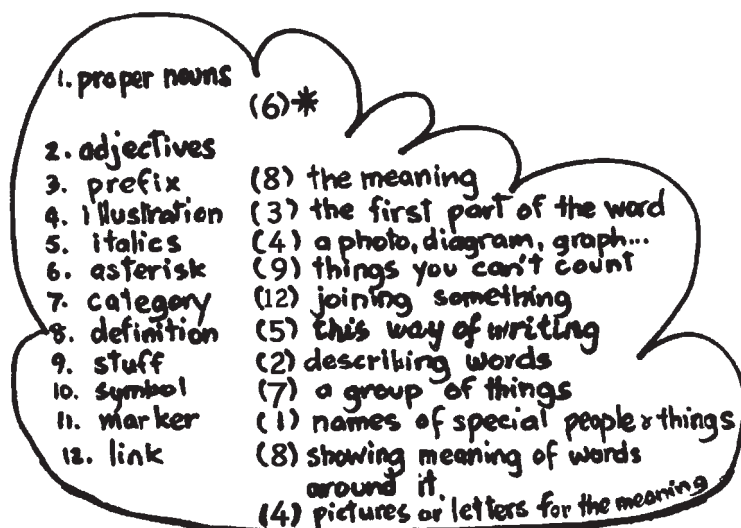 1. proper nouns
(6)*
2. adjectives
3. prefix
4. illustration
5. italics
6. asterisk
7. category
8. definition
9. stuff
10. symbol
11. marker
12. link
(8) the meaning
(3) the first part of the word
(4) a photo, diagram, graph...
(9) things you can't count
(12) joining something
(5) this way of writing
(2) describing words
(7) a group of things
(1) names of special people & things
(8) showing meaning of words
around it.
(4) pictures or letters for the meaning